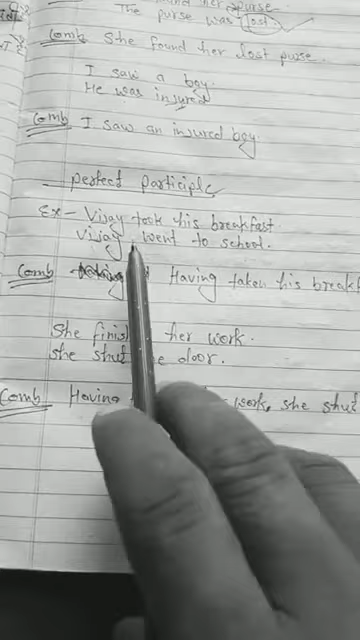 The purse was lost
Comb She found her lost purse.
I saw a boy.
He was injured
Comb I saw an injured boy.
perfect participle
Ex- Vijay took his breakfast.
Vijay went to school.
Comb Having taken his breakf
She finis her work.
She shut e door.
Comb Having work, she shut